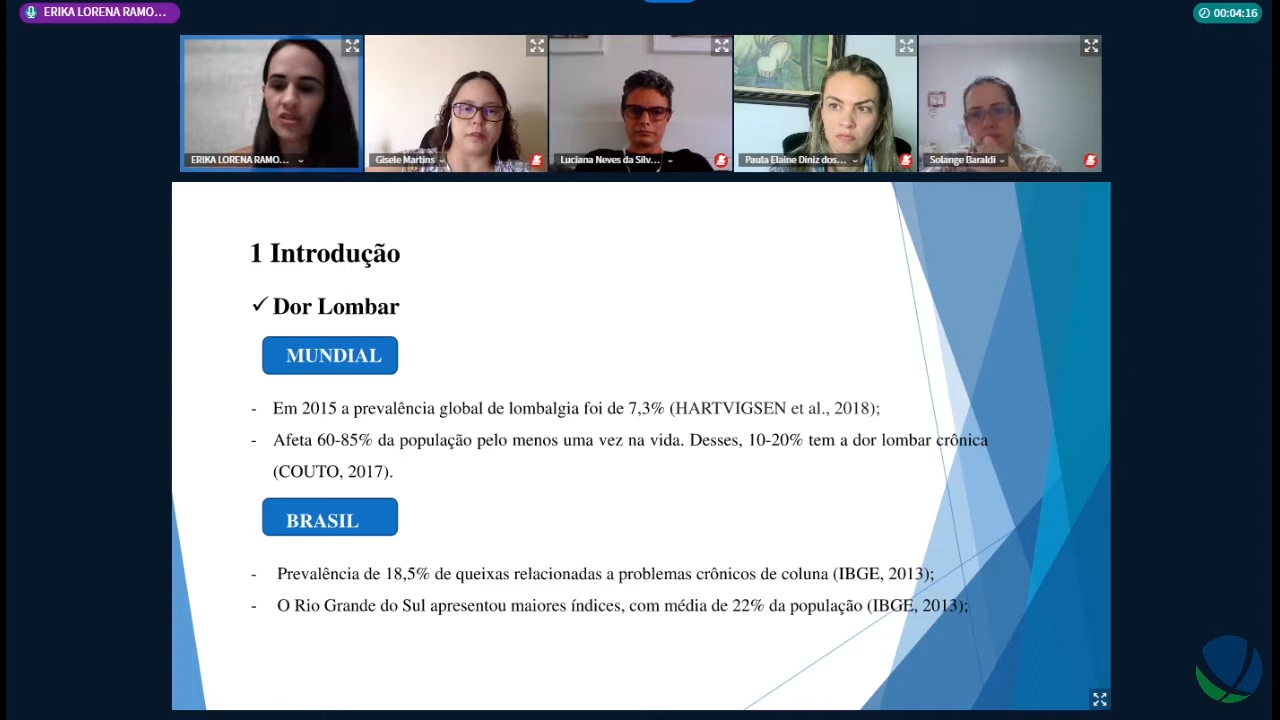 ERIKA LORENA RAMO...
00:04:16
ERIKA LORENA RAMO...
Gisele Martins
Luciana Neves da Silv...
Paula Elaine Diniz dos...
Solange Baraldi
1 Introdução
✓ Dor Lombar
MUNDIAL
- Em 2015 a prevalência global de lombalgia foi de 7,3% (HARTVIGSEN et al., 2018);
- Afeta 60-85% da população pelo menos uma vez na vida. Desses, 10-20% tem a dor lombar crônica
(COUTO, 2017).
BRASIL
- Prevalência de 18,5% de queixas relacionadas a problemas crônicos de coluna (IBGE, 2013);
- O Rio Grande do Sul apresentou maiores índices, com média de 22% da população (IBGE, 2013);